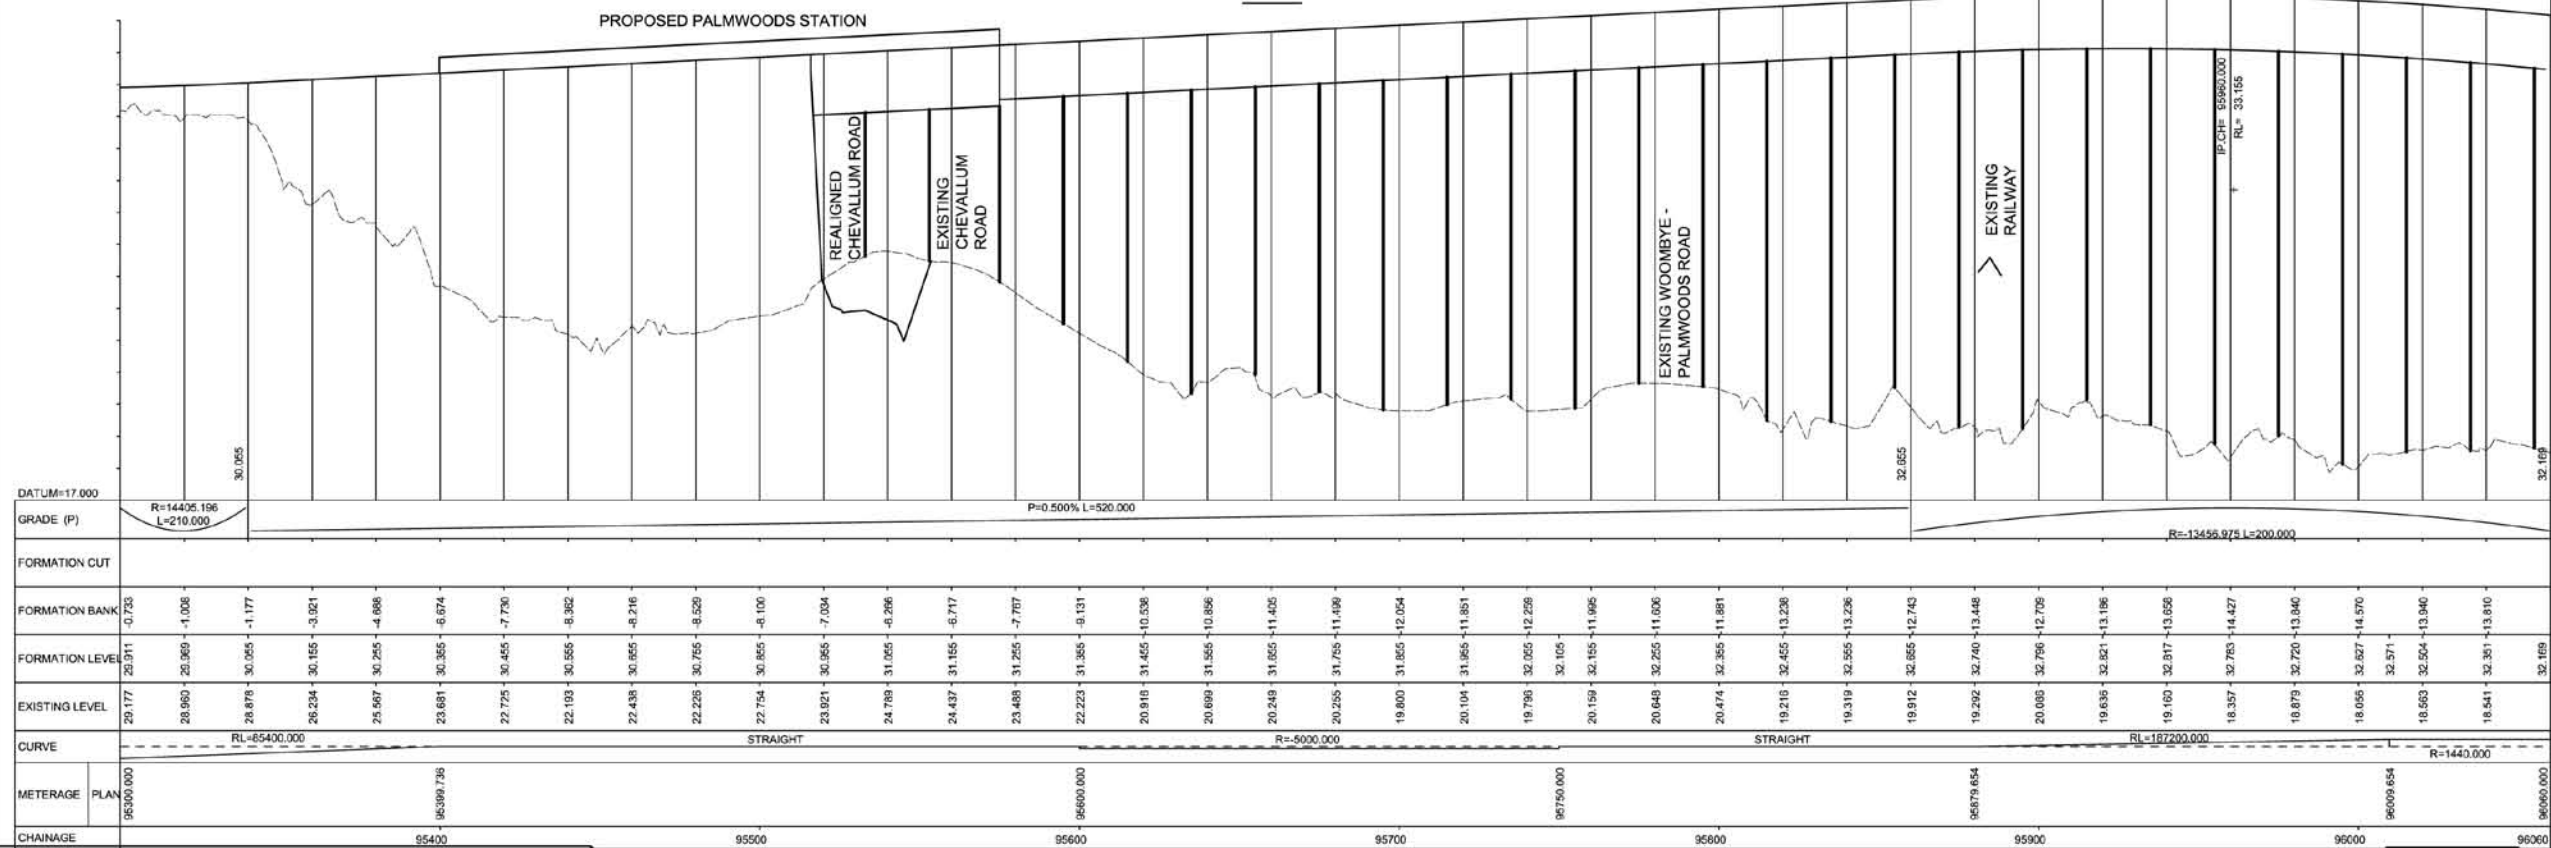 PROPOSED PALMWOODS STATION
REALIGNED
CHEVALLUM ROAD
EXISTING
CHEVALLUM
ROAD
EXISTING WOOMBYE -
PALMWOODS ROAD
EXISTING
RAILWAY
IP.CH= 95960.000
RL= 33.155
30.055
32.655
32.169
DATUM=17.000
GRADE (P)
R=14405.196
L=210.000
P=0.500% L=520.000
R=-13456.975 L=200.000
FORMATION CUT
FORMATION BANK -0.733 -1.008 -1.177 -3.921 -4.688 -6.674 -7.730 -8.362 -8.216 -8.529 -8.100 -7.034 -6.266 -6.717 -7.767 -9.131 -10.538 -10.856 -11.405 -11.499 -12.054 -11.851 -12.259 -11.995 -11.606 -11.881 -13.238 -13.236 -12.743 -13.448 -12.709 -13.186 -13.656 -14.427 -13.840 -14.570 -13.940 -13.810
FORMATION LEVEL 29.911 29.969 30.055 30.155 30.255 30.355 30.455 30.555 30.655 30.755 30.855 30.955 31.055 31.155 31.255 31.355 31.455 31.555 31.655 31.755 31.855 31.955 32.055 32.105 32.155 32.255 32.355 32.455 32.555 32.655 32.740 32.796 32.821 32.817 32.783 32.720 32.627 32.571 32.504 32.351 32.169
EXISTING LEVEL 29.177 28.960 28.878 26.234 25.567 23.681 22.725 22.193 22.438 22.226 22.754 23.921 24.789 24.437 23.488 22.223 20.916 20.699 20.249 20.255 19.800 20.104 19.796 20.159 20.648 20.474 19.216 19.319 19.912 19.292 20.086 19.635 19.160 18.357 18.879 18.056 18.563 18.541
CURVE
RL=85400.000
STRAIGHT
R=-5000.000
STRAIGHT
RL=187200.000
R=1440.000
METERAGE PLAN 95300.000 95399.736 95600.000 95750.000 95879.654 96009.654 96060.000
CHAINAGE 95400 95500 95600 95700 95800 95900 96000 96060